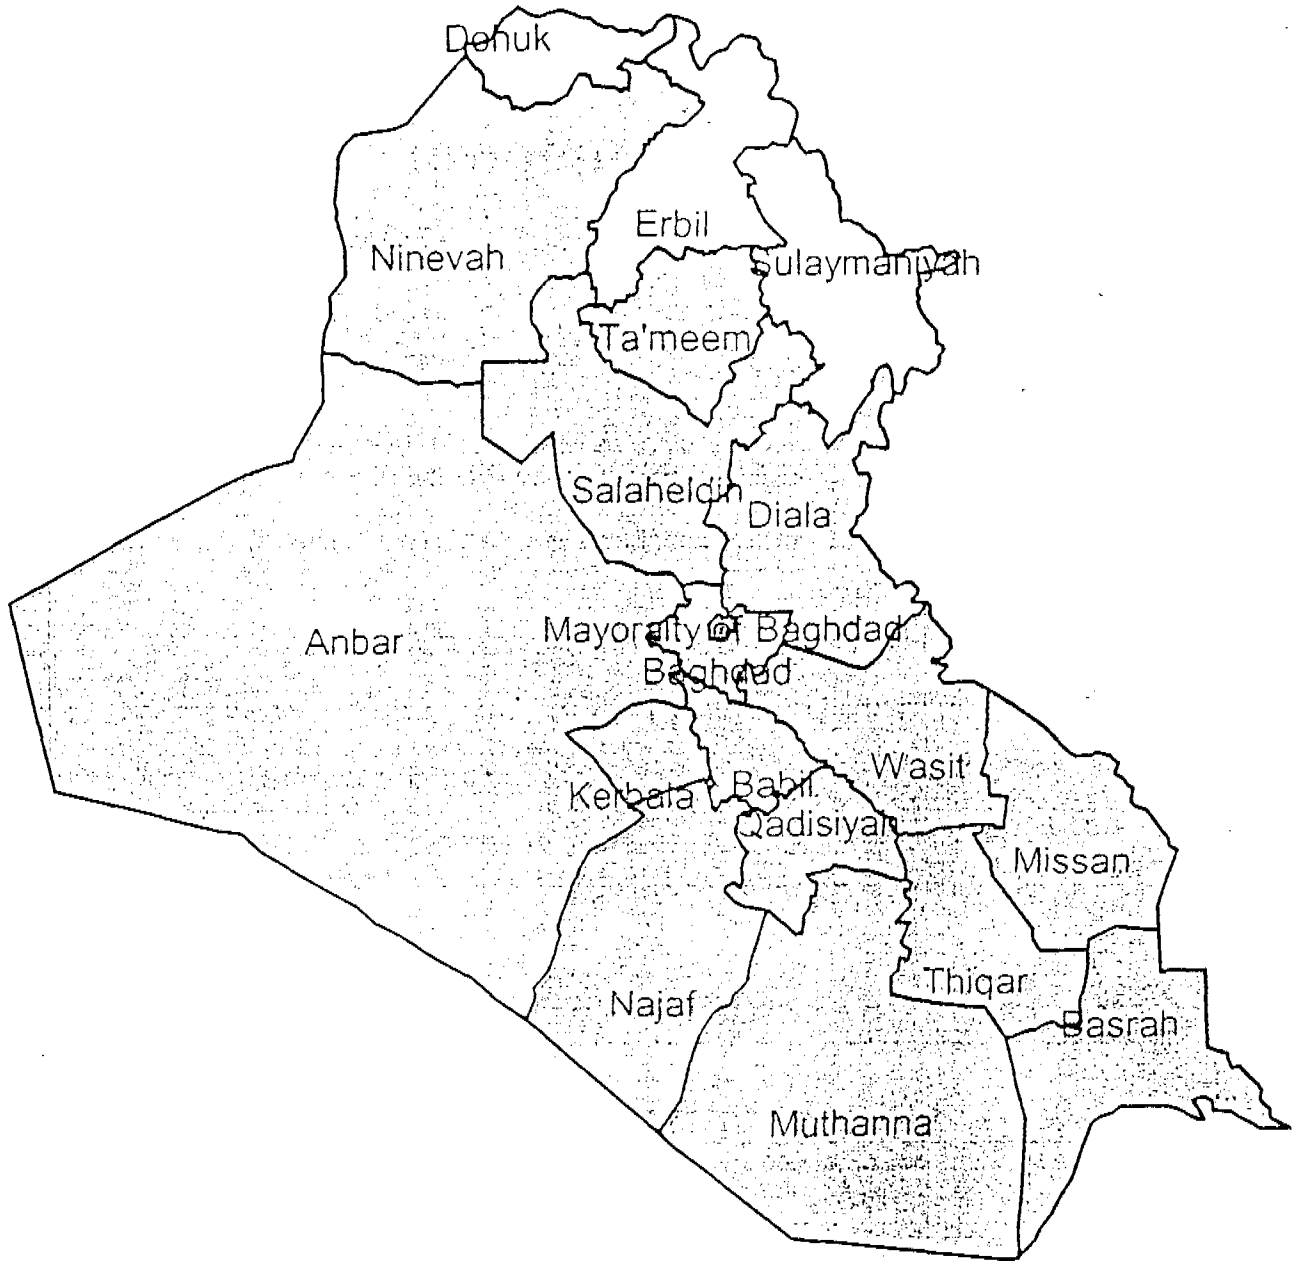 Dohuk
Erbil
Ninevah
Sulaymaniyah
Ta'meem
Salaheldin
Diala
Mayoralty of Baghdad
Anbar
Baghdad
Wasit
Babil
Kerbala
Qadisiyah
Missan
Thiqar
Najaf
Basrah
Muthanna